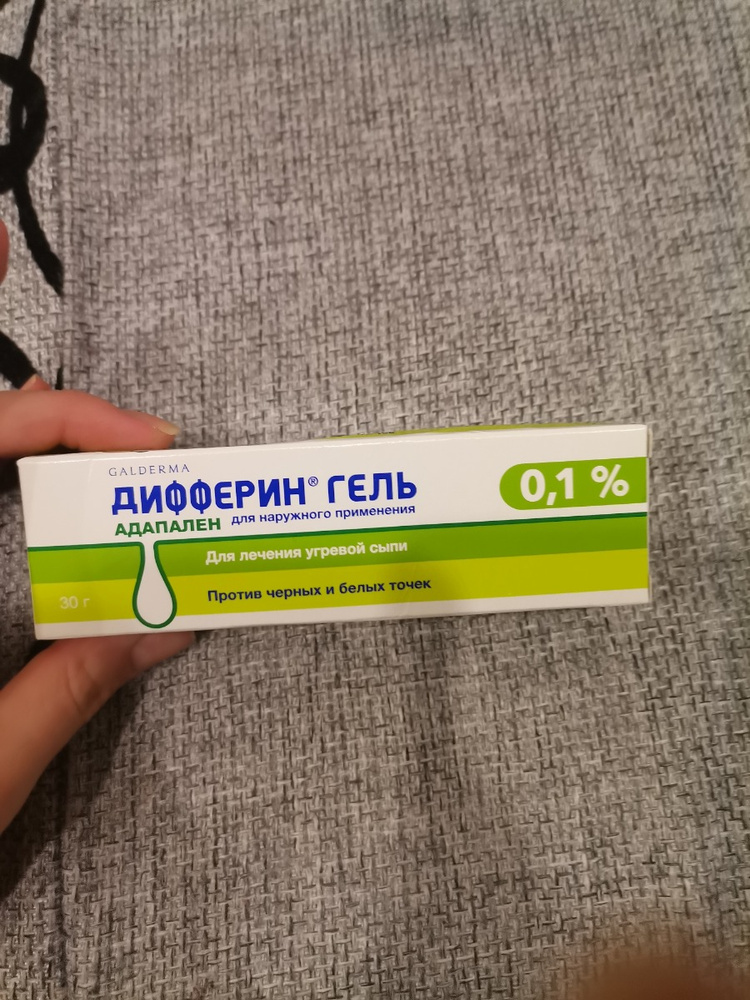 GALDERMA
ДИФФЕРИН® ГЕЛЬ
0,1 %
АДАПАЛЕН для наружного применения
Для лечения угревой сыпи
Против черных и белых точек
30 г